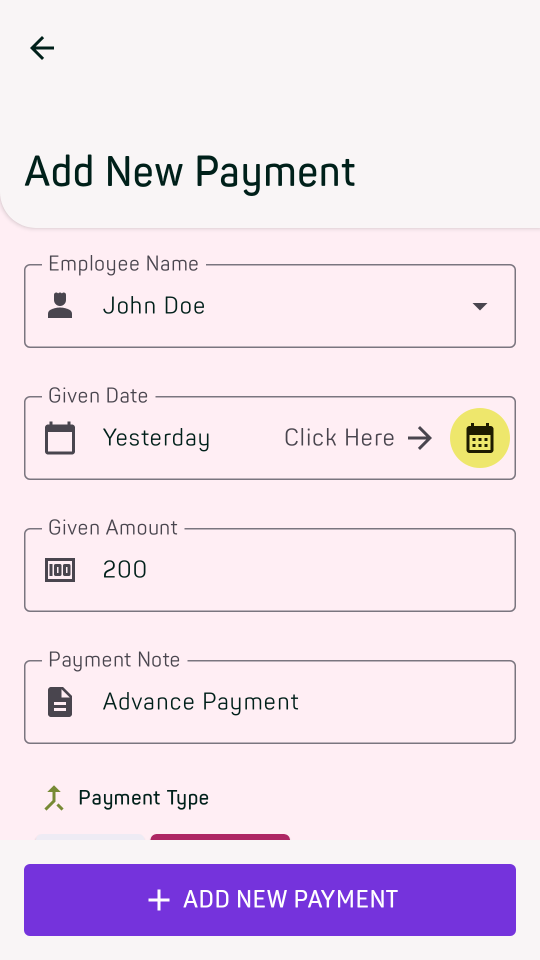 Add New Payment
Employee Name
John Doe
Given Date
Yesterday Click Here
Given Amount
100 200
Payment Note
Advance Payment
Payment Type
ADD NEW PAYMENT